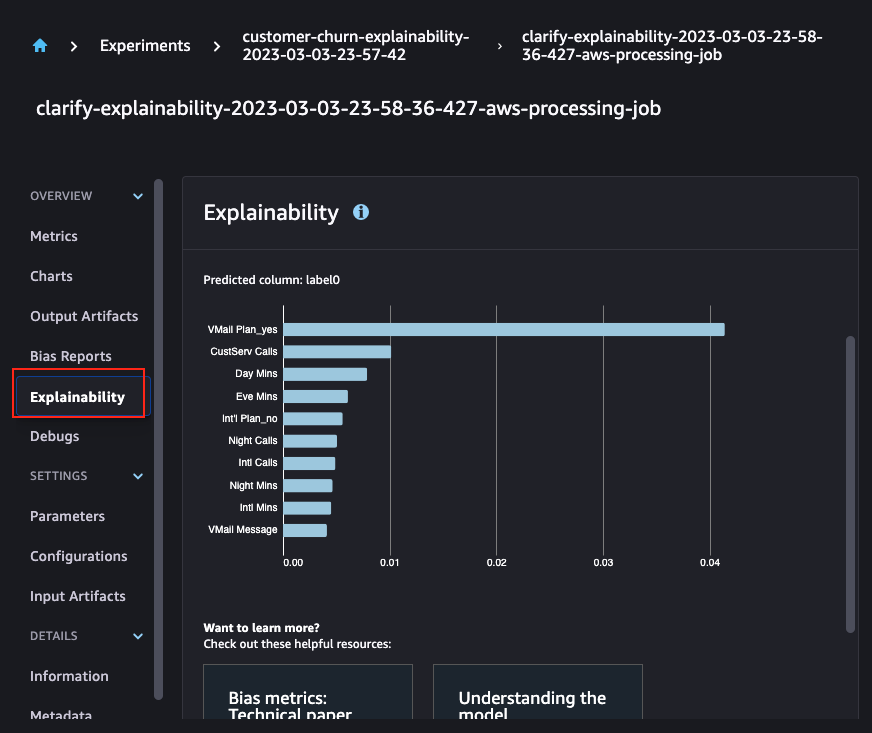 Experiments
customer-churn-explainability-
2023-03-03-23-57-42
clarify-explainability-2023-03-03-23-58-
36-427-aws-processing-job
clarify-explainability-2023-03-03-23-58-36-427-aws-processing-job
OVERVIEW
Metrics
Charts
Output Artifacts
Bias Reports
Explainability
Debugs
SETTINGS
Parameters
Configurations
Input Artifacts
DETAILS
Information
Metadata
Explainability
Predicted column: label0
VMail Plan_yes
CustServ Calls
Day Mins
Eve Mins
Int'l Plan_no
Night Calls
Intl Calls
Night Mins
Intl Mins
VMail Message
0.00 0.01 0.02 0.03 0.04
Want to learn more?
Check out these helpful resources:
Bias metrics:
Technical paper
Understanding the
model